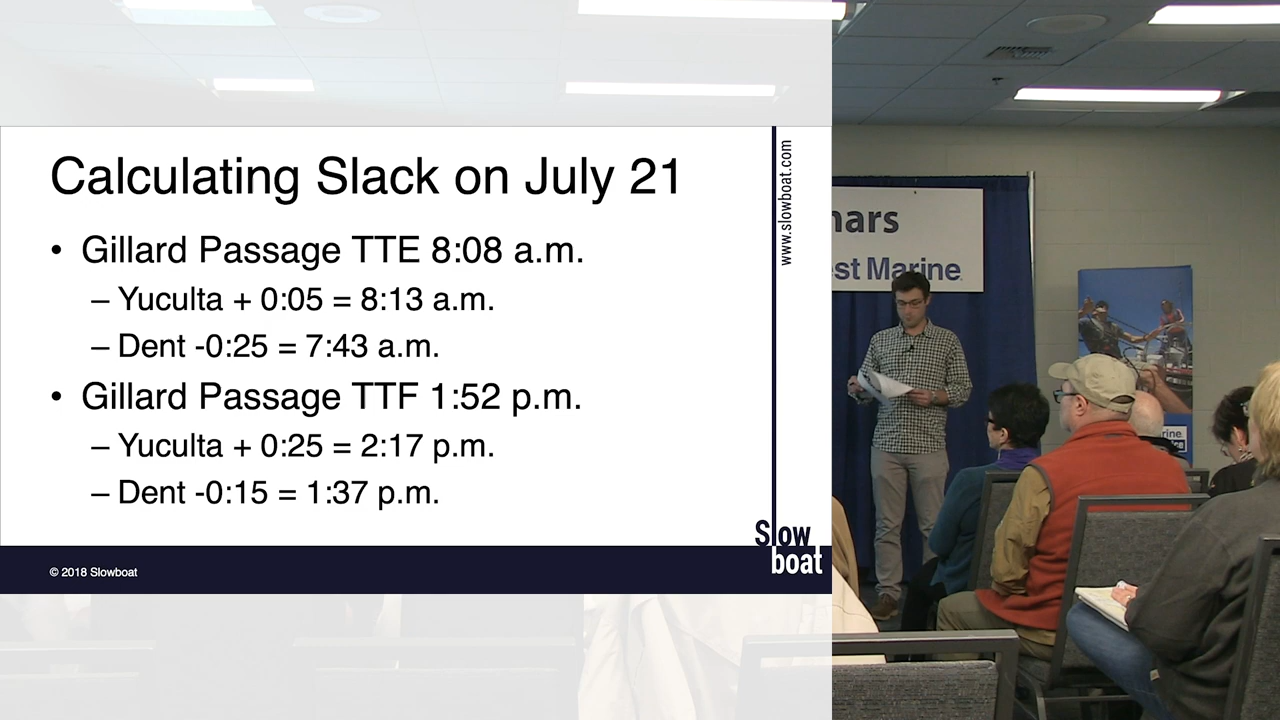 Calculating Slack on July 21
• Gillard Passage TTE 8:08 a.m.
– Yuculta + 0:05 = 8:13 a.m.
– Dent -0:25 = 7:43 a.m.
• Gillard Passage TTF 1:52 p.m.
– Yuculta + 0:25 = 2:17 p.m.
– Dent -0:15 = 1:37 p.m.
www.slowboat.com
Slow
boat
© 2018 Slowboat
nars
est Marine
rine